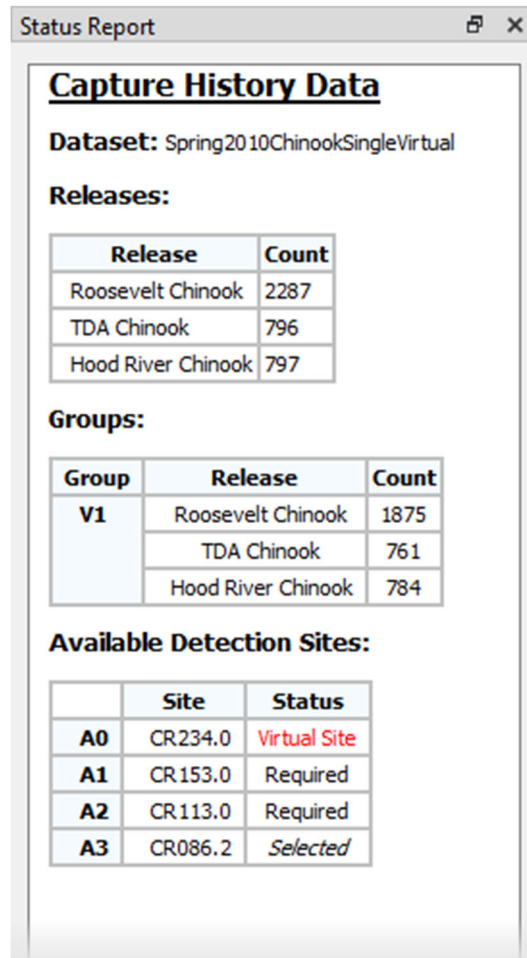 Status Report
Capture History Data
Dataset: Spring2010ChinookSingleVirtual
Releases:
Release Count
Roosevelt Chinook 2287
TDA Chinook 796
Hood River Chinook 797
Groups:
Group Release Count
V1 Roosevelt Chinook 1875
TDA Chinook 761
Hood River Chinook 784
Available Detection Sites:
Site Status
A0 CR234.0 Virtual Site
A1 CR153.0 Required
A2 CR113.0 Required
A3 CR086.2 Selected